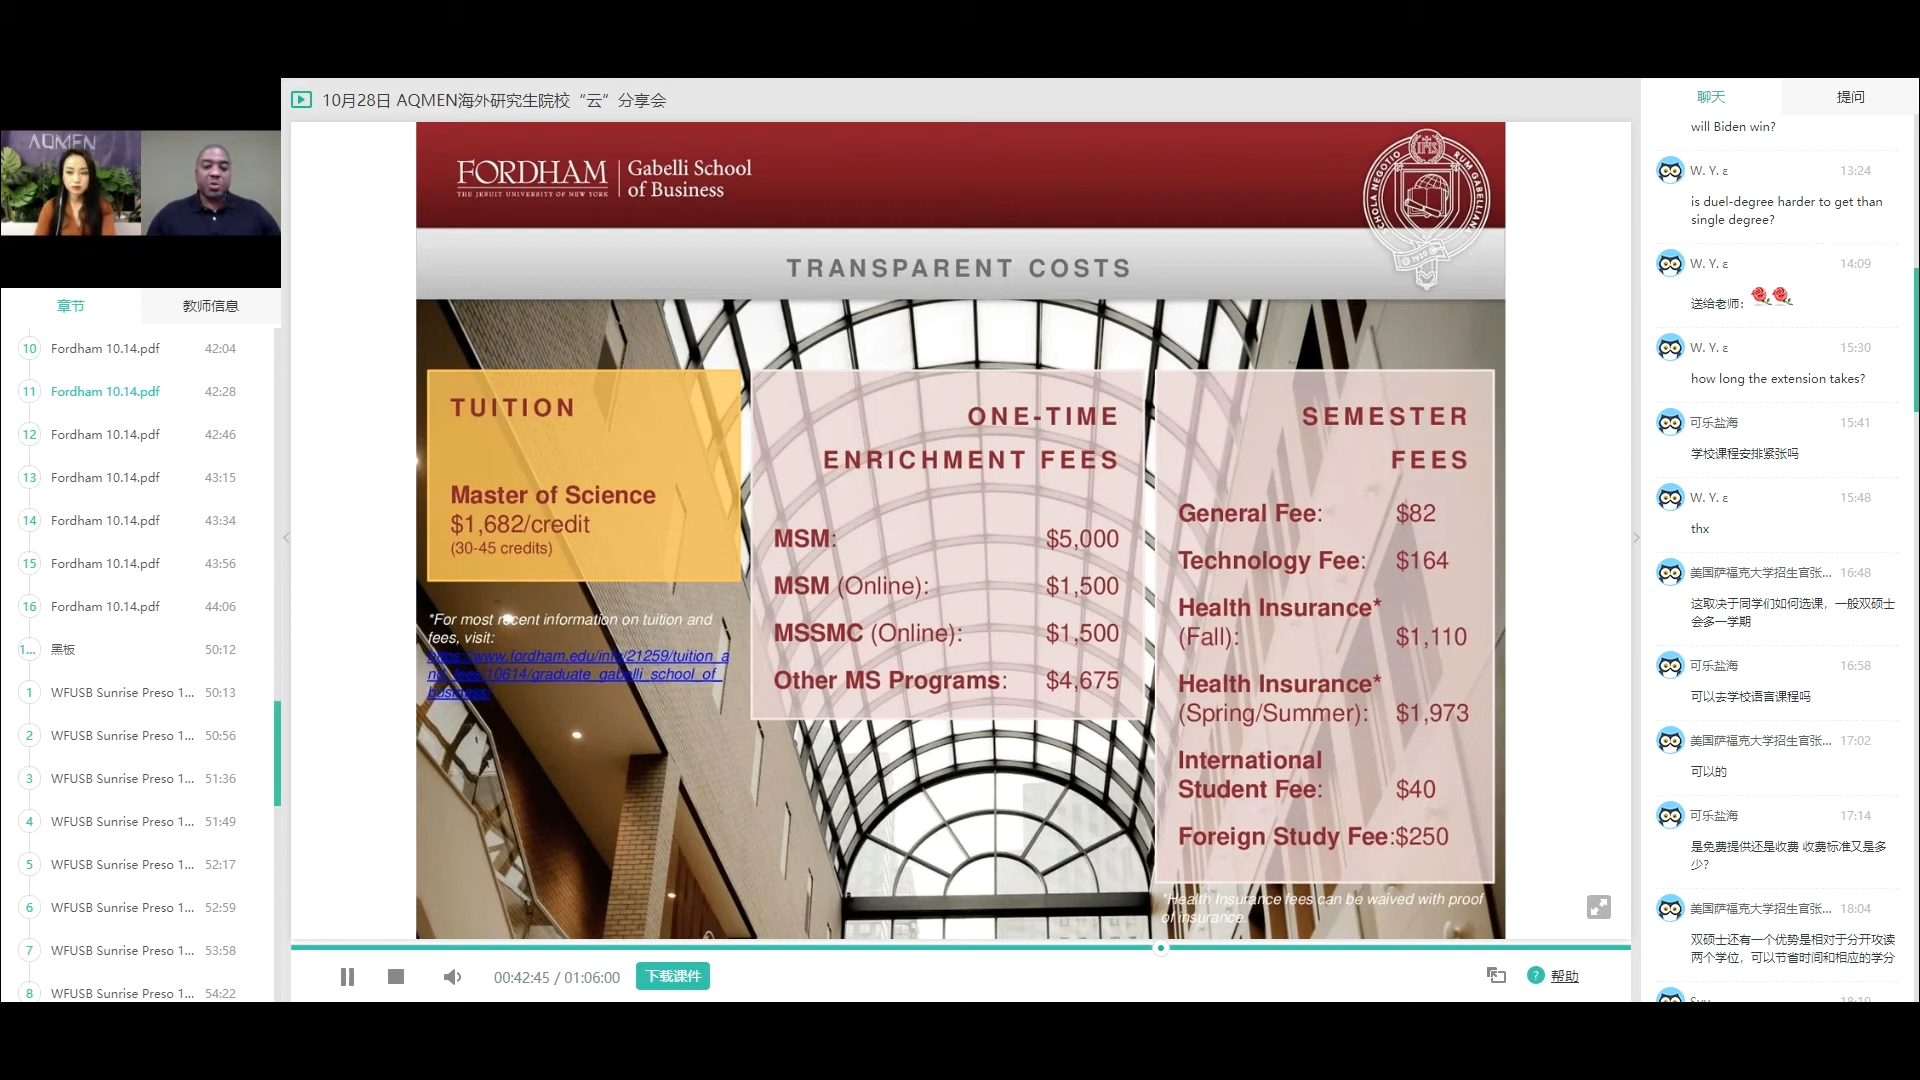 10月28日 AQMEN海外研究生院校“云”分享会
AQMEN
章节
教师信息
10 Fordham 10.14.pdf 42:04
11 Fordham 10.14.pdf 42:28
12 Fordham 10.14.pdf 42:46
13 Fordham 10.14.pdf 43:15
14 Fordham 10.14.pdf 43:34
15 Fordham 10.14.pdf 43:56
16 Fordham 10.14.pdf 44:06
1... 黑板 50:12
1 WFUSB Sunrise Preso 1... 50:13
2 WFUSB Sunrise Preso 1... 50:56
3 WFUSB Sunrise Preso 1... 51:36
4 WFUSB Sunrise Preso 1... 51:49
5 WFUSB Sunrise Preso 1... 52:17
6 WFUSB Sunrise Preso 1... 52:59
7 WFUSB Sunrise Preso 1... 53:58
8 WFUSB Sunrise Preso 1... 54:22
FORDHAM
THE JESUIT UNIVERSITY OF NEW YORK
Gabelli School
of Business
SCHOLA NEGOTIO RUM GABELLIANA
IHS
1920
TRANSPARENT COSTS
TUITION
Master of Science
$1,682/credit
(30-45 credits)
*For most recent information on tuition and
fees, visit:
https://www.fordham.edu/info/21259/tuition_a
nd_fees/10614/graduate_gabelli_school_of_
business/
ONE-TIME
ENRICHMENT FEES
MSM: $5,000
MSM (Online): $1,500
MSSMC (Online): $1,500
Other MS Programs: $4,675
SEMESTER
FEES
General Fee: $82
Technology Fee: $164
Health Insurance*
(Fall): $1,110
Health Insurance*
(Spring/Summer): $1,973
International
Student Fee: $40
Foreign Study Fee:$250
*Health Insurance fees can be waived with proof
of insurance.
00:42:45 / 01:06:00
下载课件
? 帮助
聊天
提问
will Biden win?
W. Y. ε 13:24
is duel-degree harder to get than
single degree?
W. Y. ε 14:09
送给老师：
W. Y. ε 15:30
how long the extension takes?
可乐盐海 15:41
学校课程安排紧张吗
W. Y. ε 15:48
thx
美国萨福克大学招生官张... 16:48
这取决于同学们如何选课，一般双硕士
会多一学期
可乐盐海 16:58
可以去学校语言课程吗
美国萨福克大学招生官张... 17:02
可以的
可乐盐海 17:14
是免费提供还是收费 收费标准又是多
少？
美国萨福克大学招生官张... 18:04
双硕士还有一个优势是相对于分开攻读
两个学位，可以节省时间和相应的学分